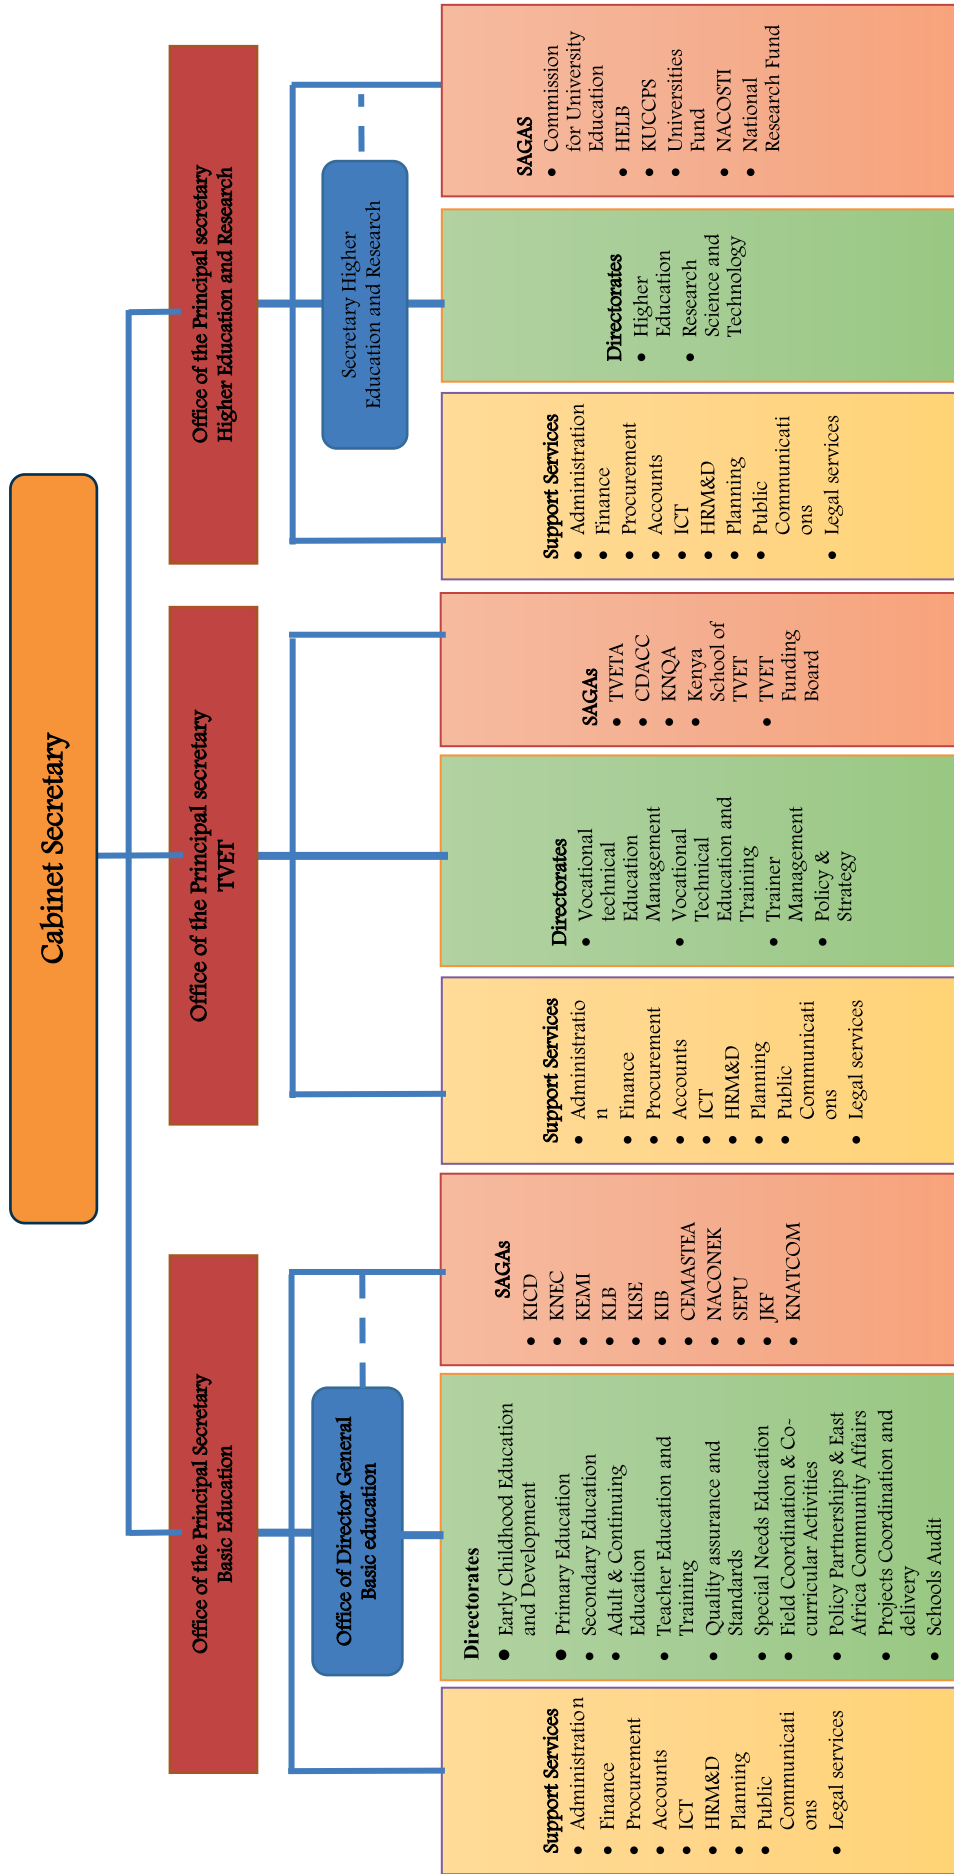 Cabinet Secretary
Office of the Principal Secretary
Basic Education
Office of the Principal secretary
TVET
Office of the Principal secretary
Higher Education and Research
Office of Director General
Basic education
Secretary Higher
Education and Research
Support Services
• Administration
• Finance
• Procurement
• Accounts
• ICT
• HRM&D
• Planning
• Public
Communicati
ons
• Legal services
Directorates
• Early Childhood Education
and Development
• Primary Education
• Secondary Education
• Adult & Continuing
Education
• Teacher Education and
Training
• Quality assurance and
Standards
• Special Needs Education
• Field Coordination & Co-
curricular Activities
• Policy Partnerships & East
Africa Community Affairs
• Projects Coordination and
delivery
• Schools Audit
SAGAs
• KICD
• KNEC
• KEMI
• KLB
• KISE
• KIB
• CEMASTEA
• NACONEK
• SEPU
• JKF
• KNATCOM
Support Services
• Administratio
n
• Finance
• Procurement
• Accounts
• ICT
• HRM&D
• Planning
• Public
Communicati
ons
• Legal services
Directorates
• Vocational
technical
Education
Management
• Vocational
Technical
Education and
Training
• Trainer
Management
• Policy &
Strategy
SAGAs
• TVETA
• CDACC
• KNQA
• Kenya
School of
TVET
• TVET
Funding
Board
Support Services
• Administration
• Finance
• Procurement
• Accounts
• ICT
• HRM&D
• Planning
• Public
Communicati
ons
• Legal services
Directorates
• Higher
Education
• Research
Science and
Technology
SAGAS
• Commission
for University
Education
• HELB
• KUCCPS
• Universities
Fund
• NACOSTI
• National
Research Fund